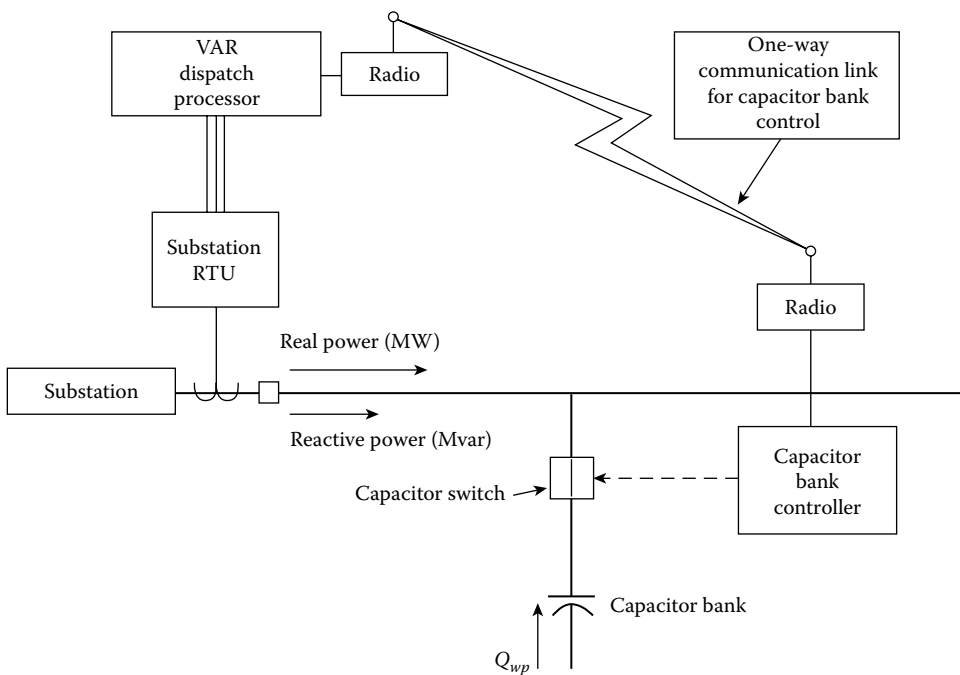 VAR
dispatch
processor
Radio
One-way
communication link
for capacitor bank
control
Substation
RTU
Radio
Real power (MW)
Substation
Reactive power (Mvar)
Capacitor switch
Capacitor
bank
controller
Capacitor bank
Qwp